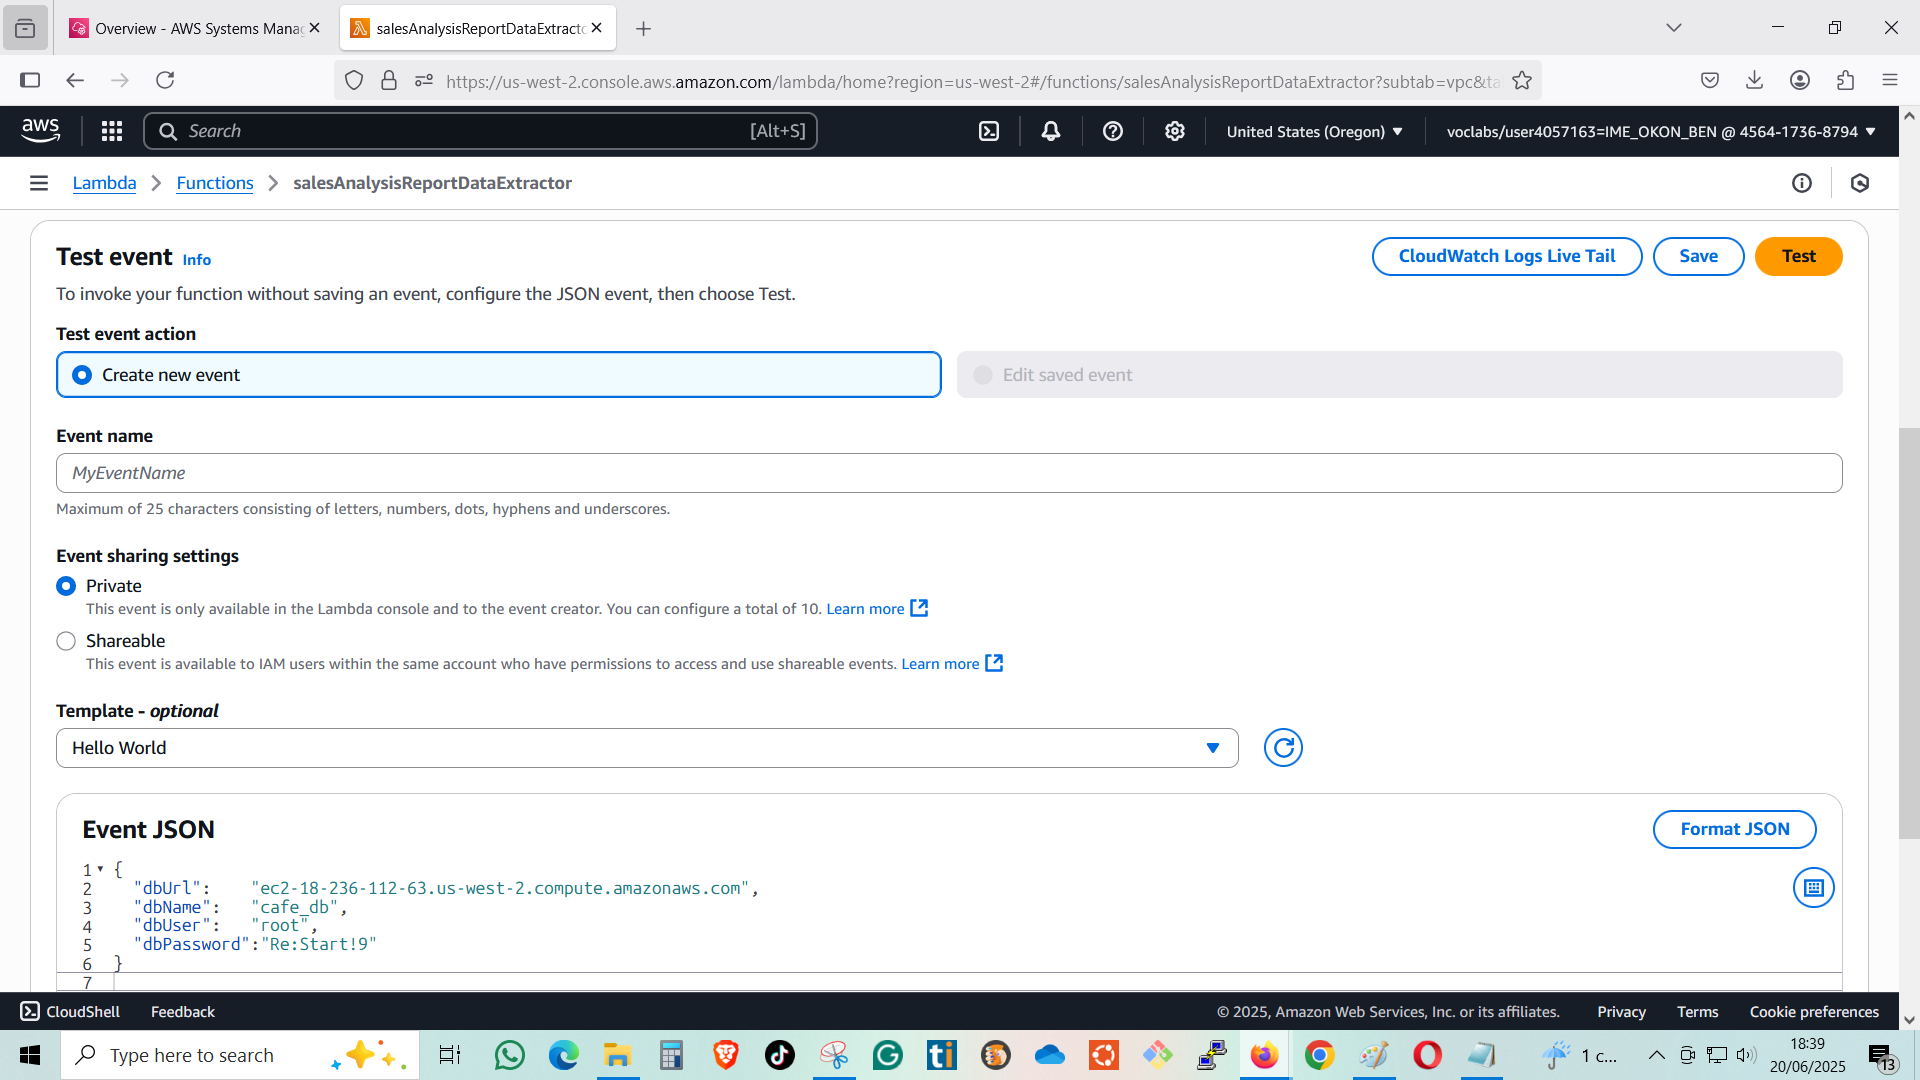 Overview - AWS Systems Manag
salesAnalysisReportDataExtracto
https://us-west-2.console.aws.amazon.com/lambda/home?region=us-west-2#/functions/salesAnalysisReportDataExtractor?subtab=vpc&ta
aws
Search
[Alt+S]
United States (Oregon)
voclabs/user4057163=IME_OKON_BEN @ 4564-1736-8794
Lambda
Functions
salesAnalysisReportDataExtractor
Test event Info
CloudWatch Logs Live Tail
Save
Test
To invoke your function without saving an event, configure the JSON event, then choose Test.
Test event action
Create new event
Edit saved event
Event name
MyEventName
Maximum of 25 characters consisting of letters, numbers, dots, hyphens and underscores.
Event sharing settings
Private
This event is only available in the Lambda console and to the event creator. You can configure a total of 10. Learn more
Shareable
This event is available to IAM users within the same account who have permissions to access and use shareable events. Learn more
Template - optional
Hello World
Event JSON
Format JSON
1 {
2 "dbUrl": "ec2-18-236-112-63.us-west-2.compute.amazonaws.com",
3 "dbName": "cafe_db",
4 "dbUser": "root",
5 "dbPassword":"Re:Start!9"
6 }
7
CloudShell
Feedback
© 2025, Amazon Web Services, Inc. or its affiliates.
Privacy
Terms
Cookie preferences
Type here to search
ti
1 c...
18:39
20/06/2025
13